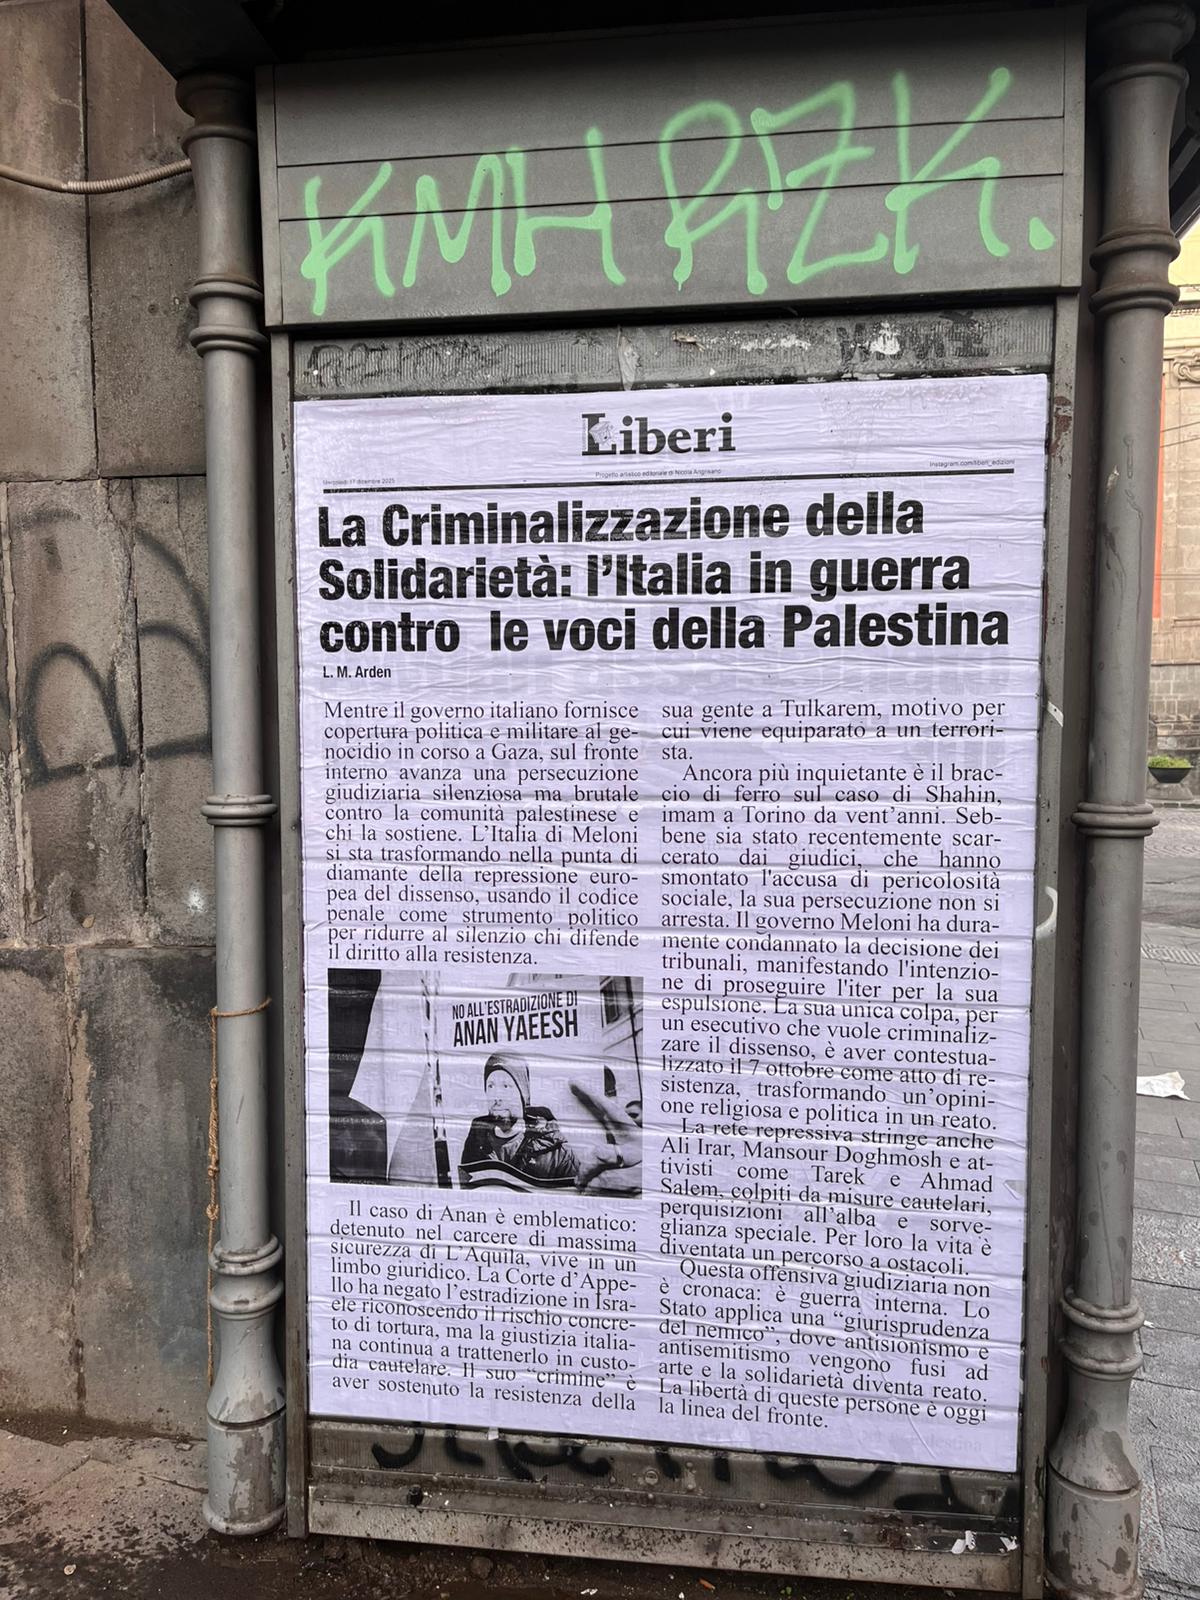 KMH RZK.
Liberi
Progetto artistico editoriale di Nicola Angrisano
Instagram.com/liberi_edizioni
Mercoledì 17 dicembre 2025
La Criminalizzazione della
Solidarietà: l'Italia in guerra
contro le voci della Palestina
L. M. Arden
Mentre il governo italiano fornisce
copertura politica e militare al ge-
nocidio in corso a Gaza, sul fronte
interno avanza una persecuzione
giudiziaria silenziosa ma brutale
contro la comunità palestinese e
chi la sostiene. L'Italia di Meloni
si sta trasformando nella punta di
diamante della repressione euro-
pea del dissenso, usando il codice
penale come strumento politico
per ridurre al silenzio chi difende
il diritto alla resistenza.
NO ALL'ESTRADIZIONE DI
ANAN YAEESH
Il caso di Anan è emblematico:
detenuto nel carcere di massima
sicurezza di L'Aquila, vive in un
limbo giuridico. La Corte d'Appe-
llo ha negato l'estradizione in Isra-
ele riconoscendo il rischio concre-
to di tortura, ma la giustizia italia-
na continua a trattenerlo in custo-
dia cautelare. Il suo "crimine" è
aver sostenuto la resistenza della
sua gente a Tulkarem, motivo per
cui viene equiparato a un terrori-
sta.
Ancora più inquietante è il brac-
cio di ferro sul caso di Shahin,
imam a Torino da vent'anni. Seb-
bene sia stato recentemente scar-
cerato dai giudici, che hanno
smontato l'accusa di pericolosità
sociale, la sua persecuzione non si
arresta. Il governo Meloni ha dura-
mente condannato la decisione dei
tribunali, manifestando l'intenzio-
ne di proseguire l'iter per la sua
espulsione. La sua unica colpa, per
un esecutivo che vuole criminaliz-
zare il dissenso, è aver contestua-
lizzato il 7 ottobre come atto di re-
sistenza, trasformando un'opini-
one religiosa e politica in un reato.
La rete repressiva stringe anche
Ali Irar, Mansour Doghmosh e at-
tivisti come Tarek e Ahmad
Salem, colpiti da misure cautelari,
perquisizioni all'alba e sorve-
glianza speciale. Per loro la vita è
diventata un percorso a ostacoli.
Questa offensiva giudiziaria non
è cronaca: è guerra interna. Lo
Stato applica una "giurisprudenza
del nemico", dove antisionismo e
antisemitismo vengono fusi ad
arte e la solidarietà diventa reato.
La libertà di queste persone è oggi
la linea del fronte.